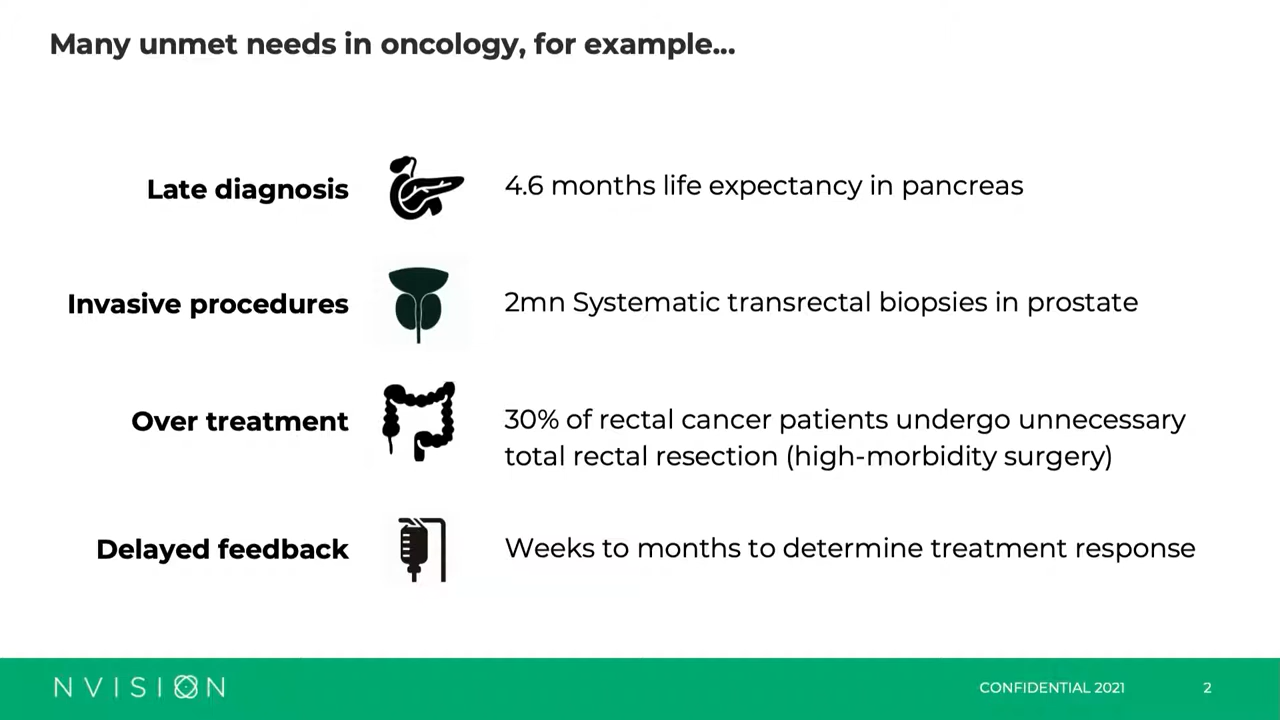 Many unmet needs in oncology, for example...
Late diagnosis
4.6 months life expectancy in pancreas
Invasive procedures
2mn Systematic transrectal biopsies in prostate
Over treatment
30% of rectal cancer patients undergo unnecessary
total rectal resection (high-morbidity surgery)
Delayed feedback
Weeks to months to determine treatment response
NVISION
CONFIDENTIAL 2021
2